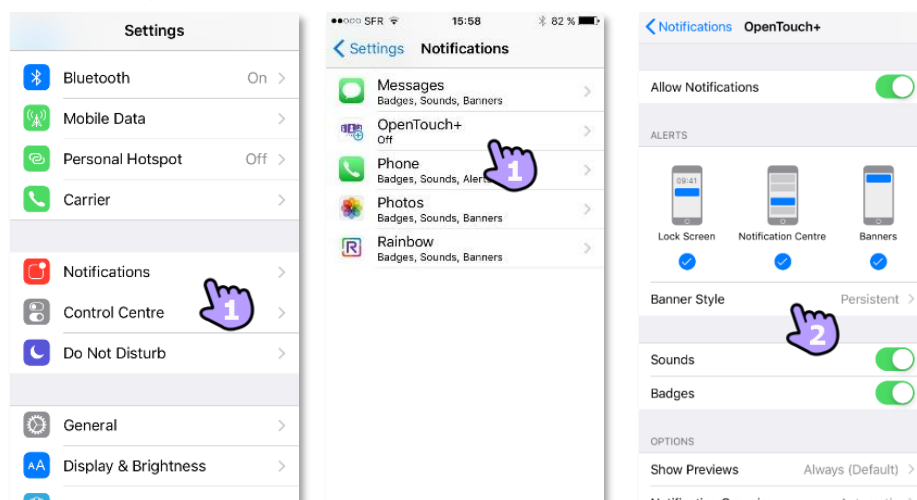 Settings
Bluetooth On
Mobile Data
Personal Hotspot Off
Carrier
Notifications
1
Control Centre
Do Not Disturb
General
AA Display & Brightness
SFR 15:58 82 %
Settings Notifications
Messages
Badges, Sounds, Banners
OpenTouch+
Off
1
Phone
Badges, Sounds, Alert
Photos
Badges, Sounds, Banners
R Rainbow
Badges, Sounds, Banners
Notifications OpenTouch+
Allow Notifications
ALERTS
09:41
Lock Screen Notification Centre Banners
Banner Style Persistent
2
Sounds
Badges
OPTIONS
Show Previews Always (Default)